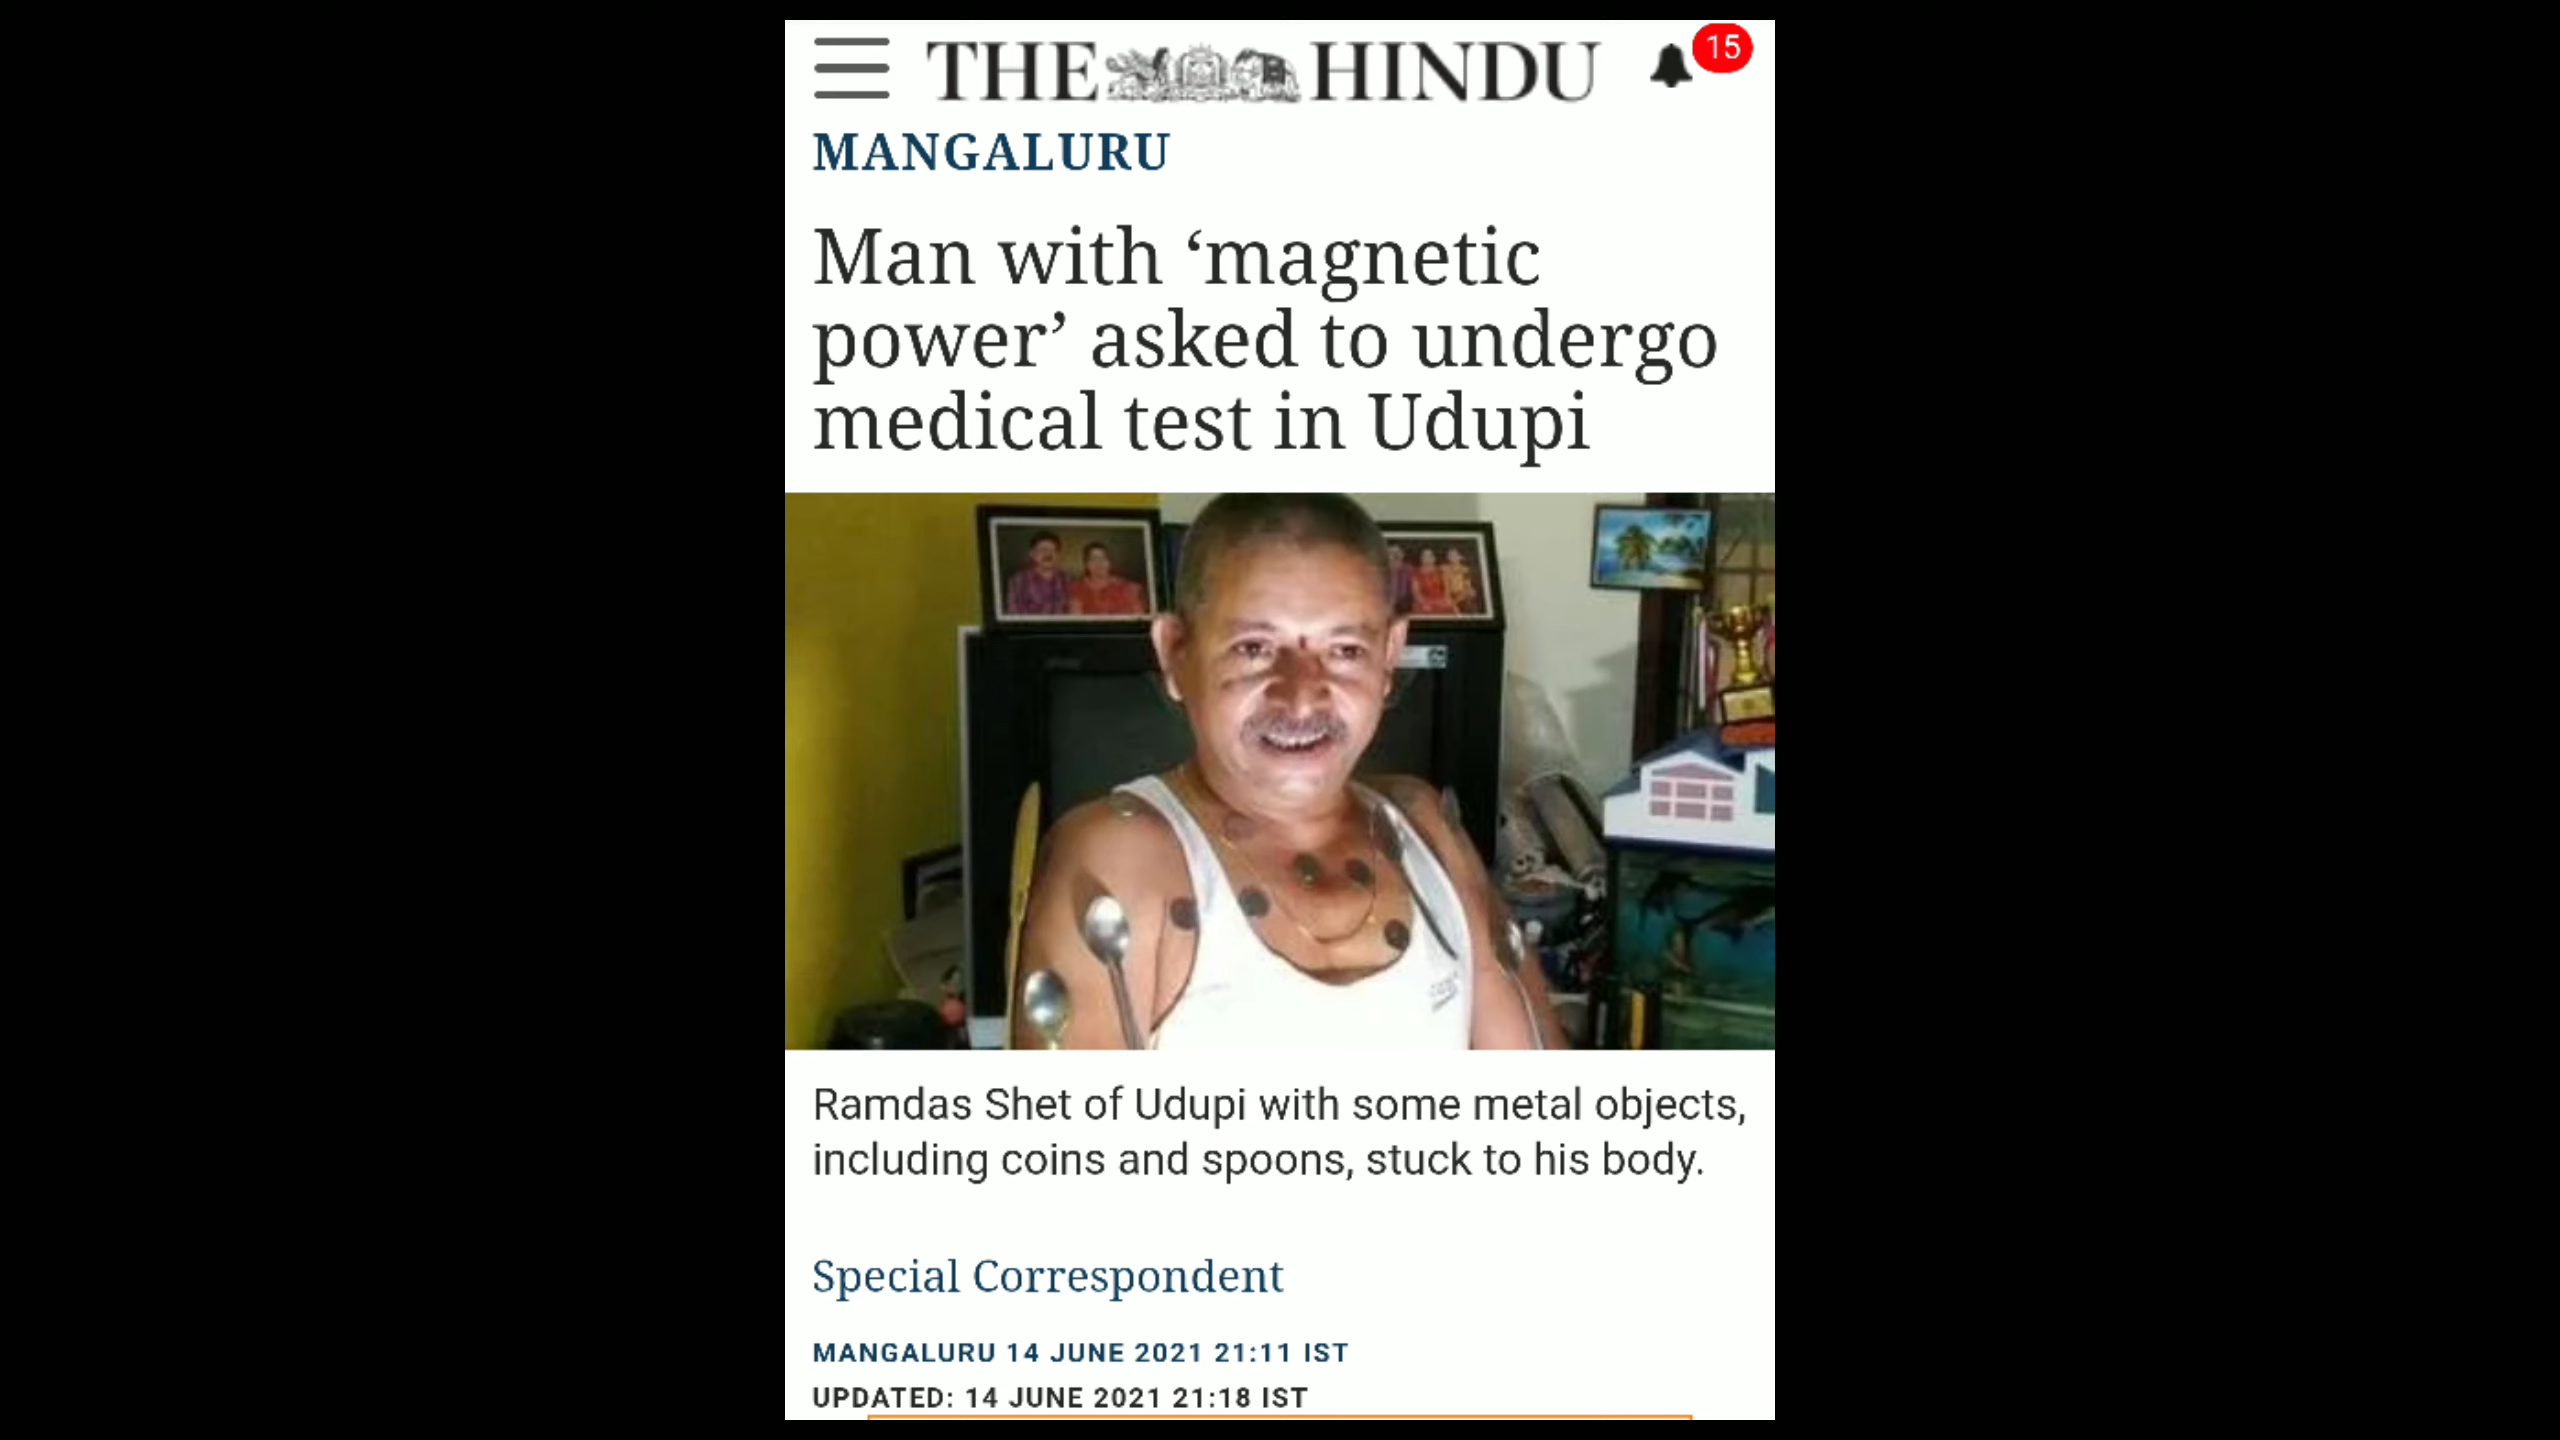 THE HINDU
15
MANGALURU
Man with ‘magnetic
power’ asked to undergo
medical test in Udupi
Ramdas Shet of Udupi with some metal objects,
including coins and spoons, stuck to his body.
Special Correspondent
MANGALURU 14 JUNE 2021 21:11 IST
UPDATED: 14 JUNE 2021 21:18 IST